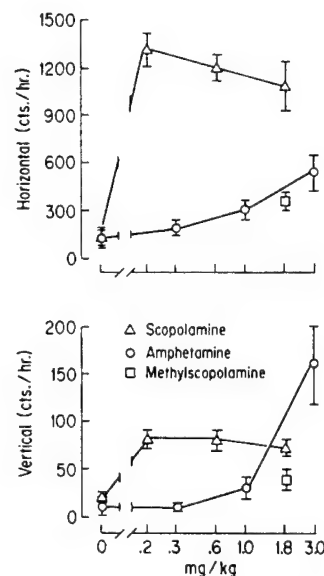 Horizontal (cts./hr.)
1500
1200
900
600
300
0
Vertical (cts./hr.)
200
150
100
50
0
Scopolamine
Amphetamine
Methylscopolamine
0 .2 .3 .6 1.0 1.8 3.0
mg/kg